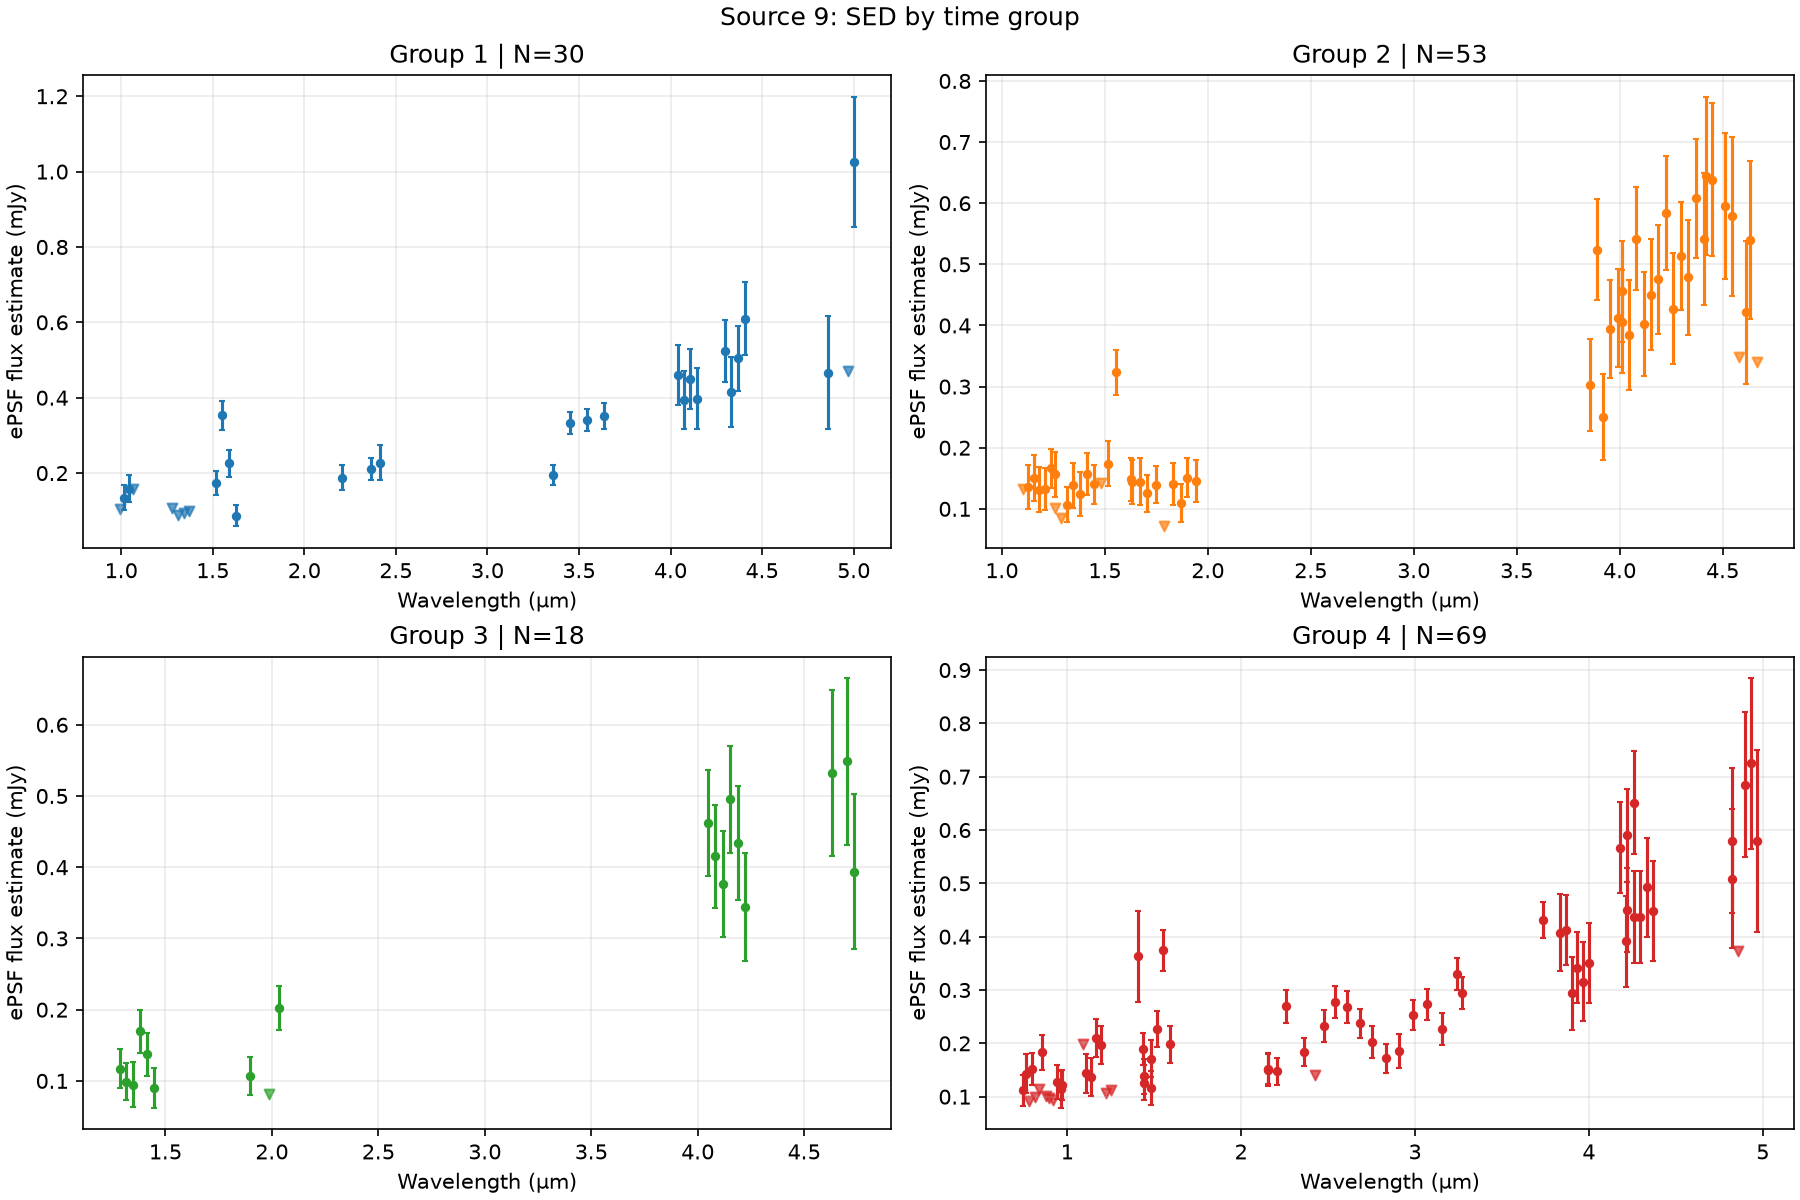 Source 9: SED by time group
Group 1 | N=30
ePSF flux estimate (mJy)
1.2
1.0
0.8
0.6
0.4
0.2
1.0 1.5 2.0 2.5 3.0 3.5 4.0 4.5 5.0
Wavelength (µm)
Group 2 | N=53
ePSF flux estimate (mJy)
0.8
0.7
0.6
0.5
0.4
0.3
0.2
0.1
1.0 1.5 2.0 2.5 3.0 3.5 4.0 4.5
Wavelength (µm)
Group 3 | N=18
ePSF flux estimate (mJy)
0.6
0.5
0.4
0.3
0.2
0.1
1.5 2.0 2.5 3.0 3.5 4.0 4.5
Wavelength (µm)
Group 4 | N=69
ePSF flux estimate (mJy)
0.9
0.8
0.7
0.6
0.5
0.4
0.3
0.2
0.1
1 2 3 4 5
Wavelength (µm)